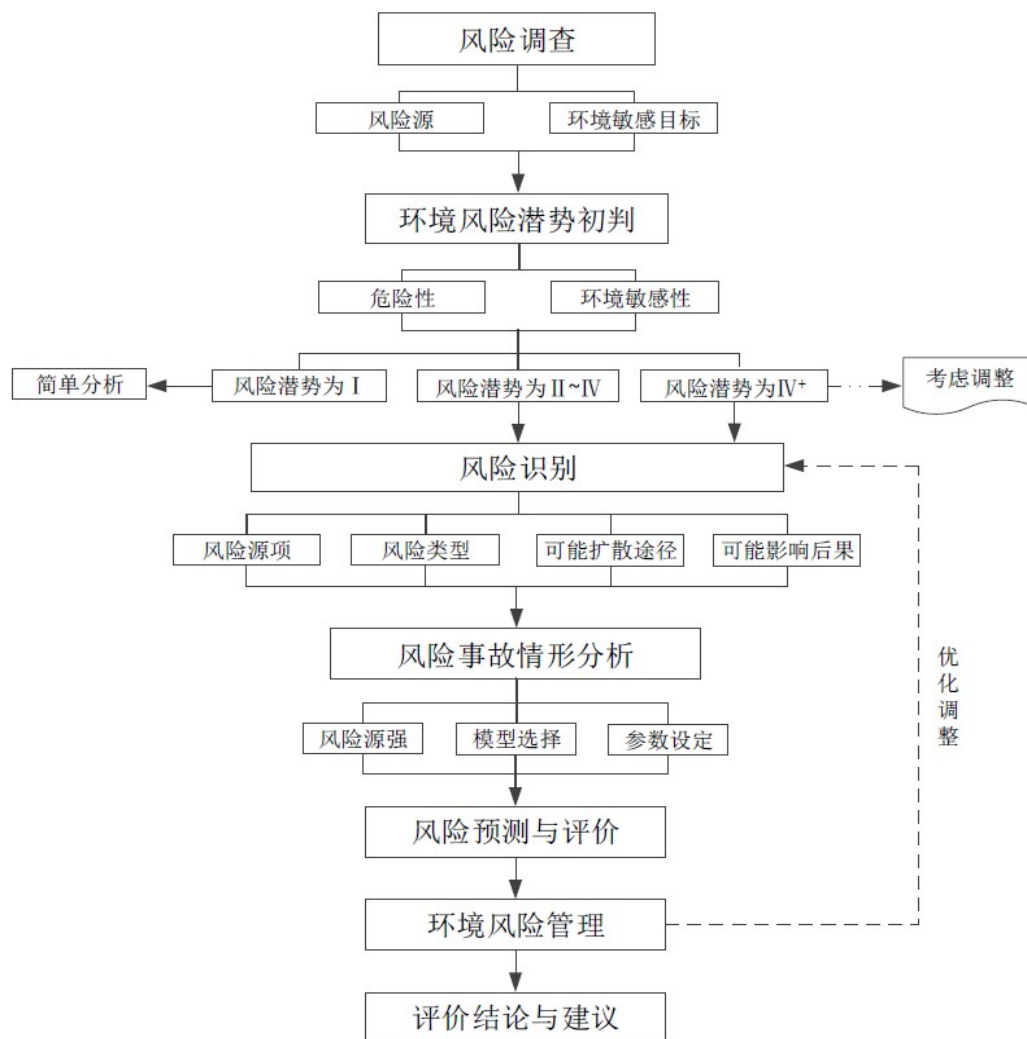 风险调查
风险源
环境敏感目标
环境风险潜势初判
危险性
环境敏感性
简单分析
风险潜势为Ⅰ
风险潜势为Ⅱ~Ⅳ
风险潜势为Ⅳ⁺
考虑调整
风险识别
风险源项
风险类型
可能扩散途径
可能影响后果
风险事故情形分析
优化调整
风险源强
模型选择
参数设定
风险预测与评价
环境风险管理
评价结论与建议